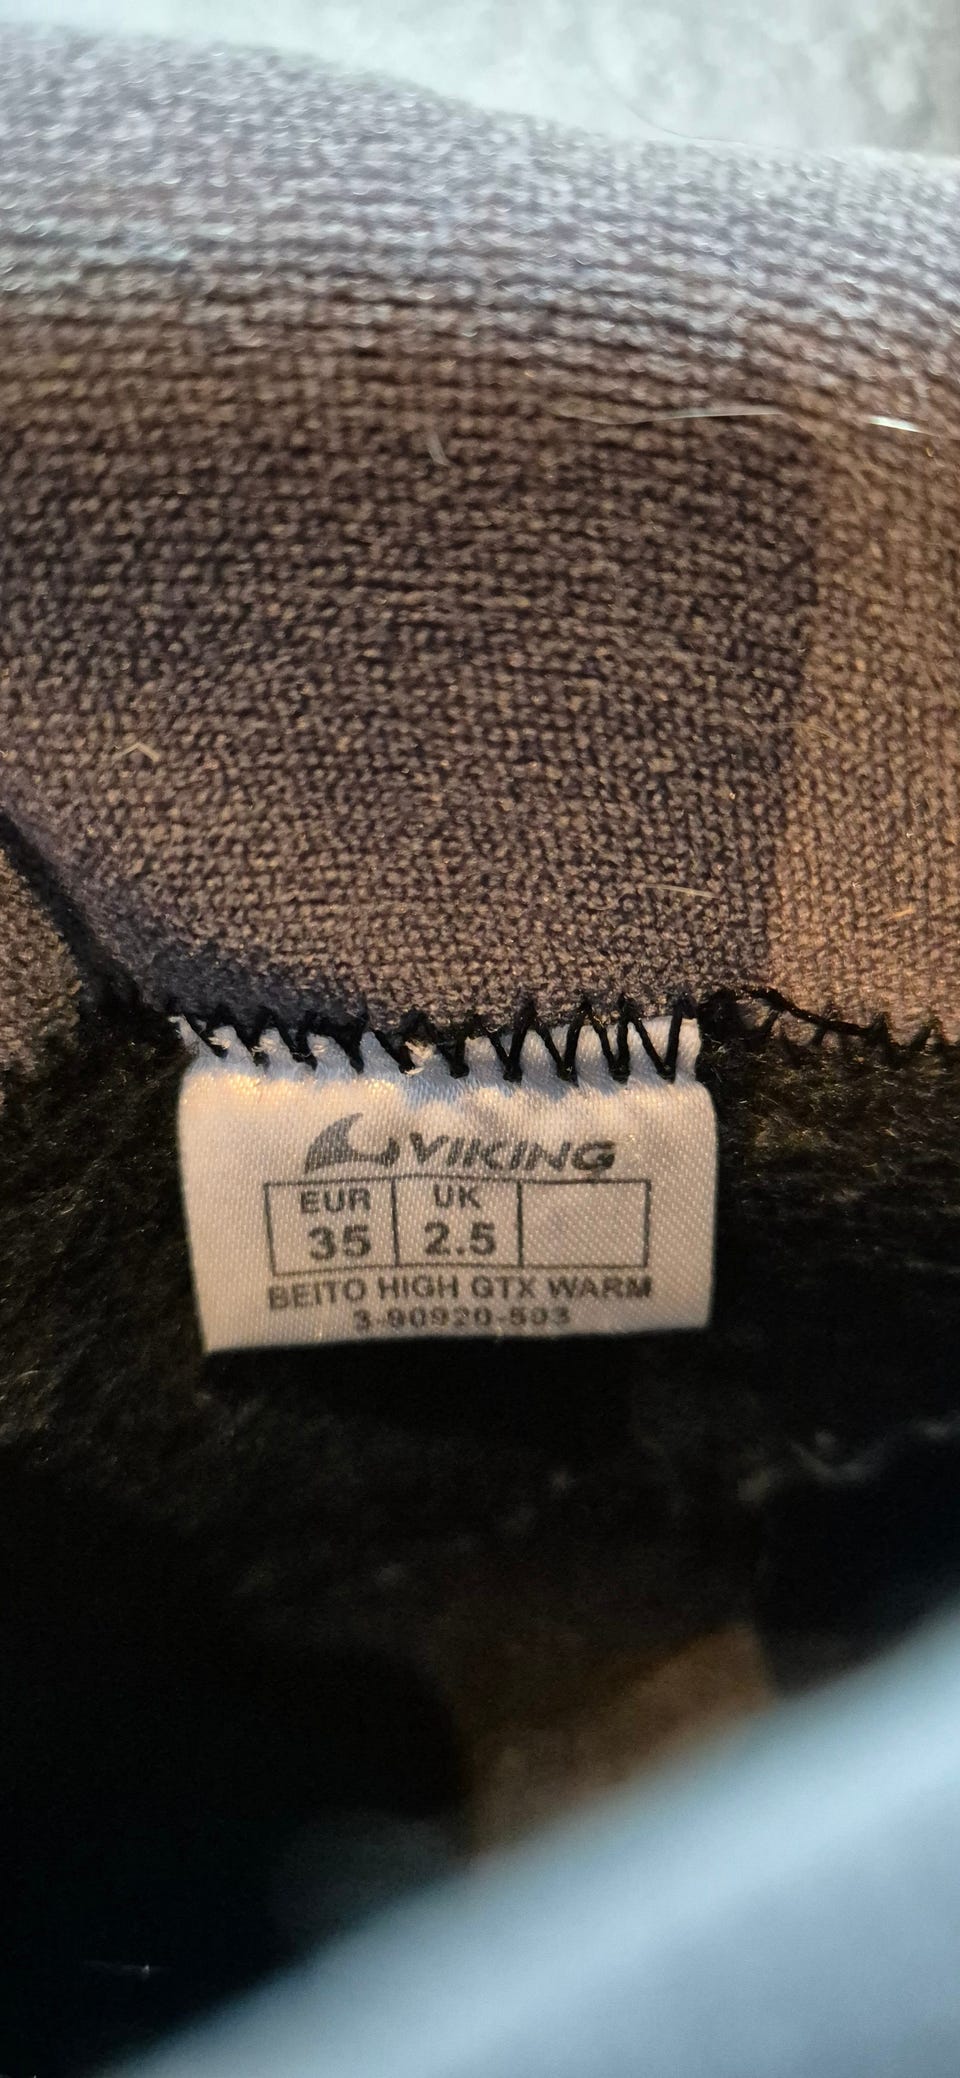 VIKING
EUR UK
35 2.5
BEITO HIGH GTX WARM
3-90920-503